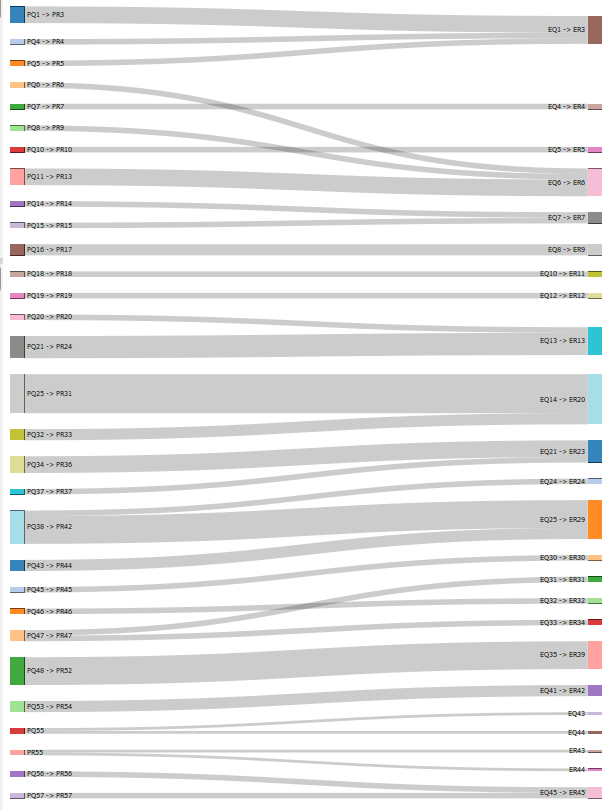 PQ1 -> PR3
EQ1 -> ER3
PQ4 -> PR4
PQ5 -> PR5
PQ6 -> PR6
PQ7 -> PR7
EQ4 -> ER4
PQ8 -> PR9
PQ10 -> PR10
EQ5 -> ER5
PQ11 -> PR13
EQ6 -> ER6
PQ14 -> PR14
EQ7 -> ER7
PQ15 -> PR15
PQ16 -> PR17
EQ8 -> ER9
PQ18 -> PR18
EQ10 -> ER11
PQ19 -> PR19
EQ12 -> ER12
PQ20 -> PR20
EQ13 -> ER13
PQ21 -> PR24
PQ25 -> PR31
EQ14 -> ER20
PQ32 -> PR33
EQ21 -> ER23
PQ34 -> PR36
EQ24 -> ER24
PQ37 -> PR37
EQ25 -> ER29
PQ38 -> PR42
EQ30 -> ER30
PQ43 -> PR44
EQ31 -> ER31
PQ45 -> PR45
EQ32 -> ER32
PQ46 -> PR46
EQ33 -> ER34
PQ47 -> PR47
EQ35 -> ER39
PQ48 -> PR52
EQ41 -> ER42
PQ53 -> PR54
EQ43
PQ55
EQ44
PR55
ER43
ER44
PQ56 -> PR56
EQ45 -> ER45
PQ57 -> PR57